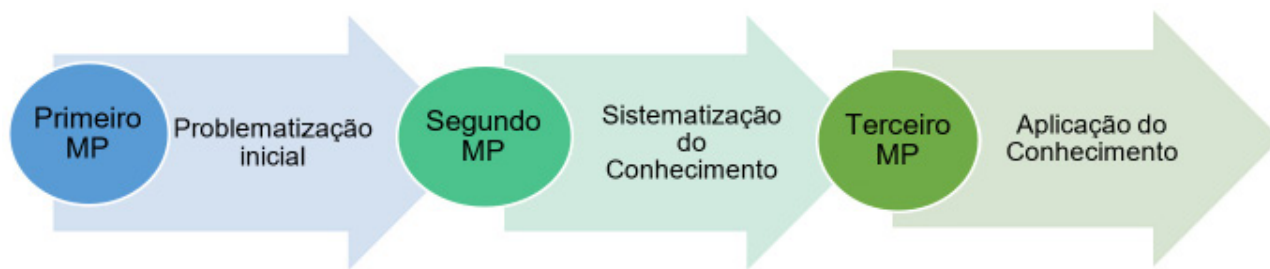 Primeiro
MP
Problematização
inicial
Segundo
MP
Sistematização
do
Conhecimento
Terceiro
MP
Aplicação do
Conhecimento